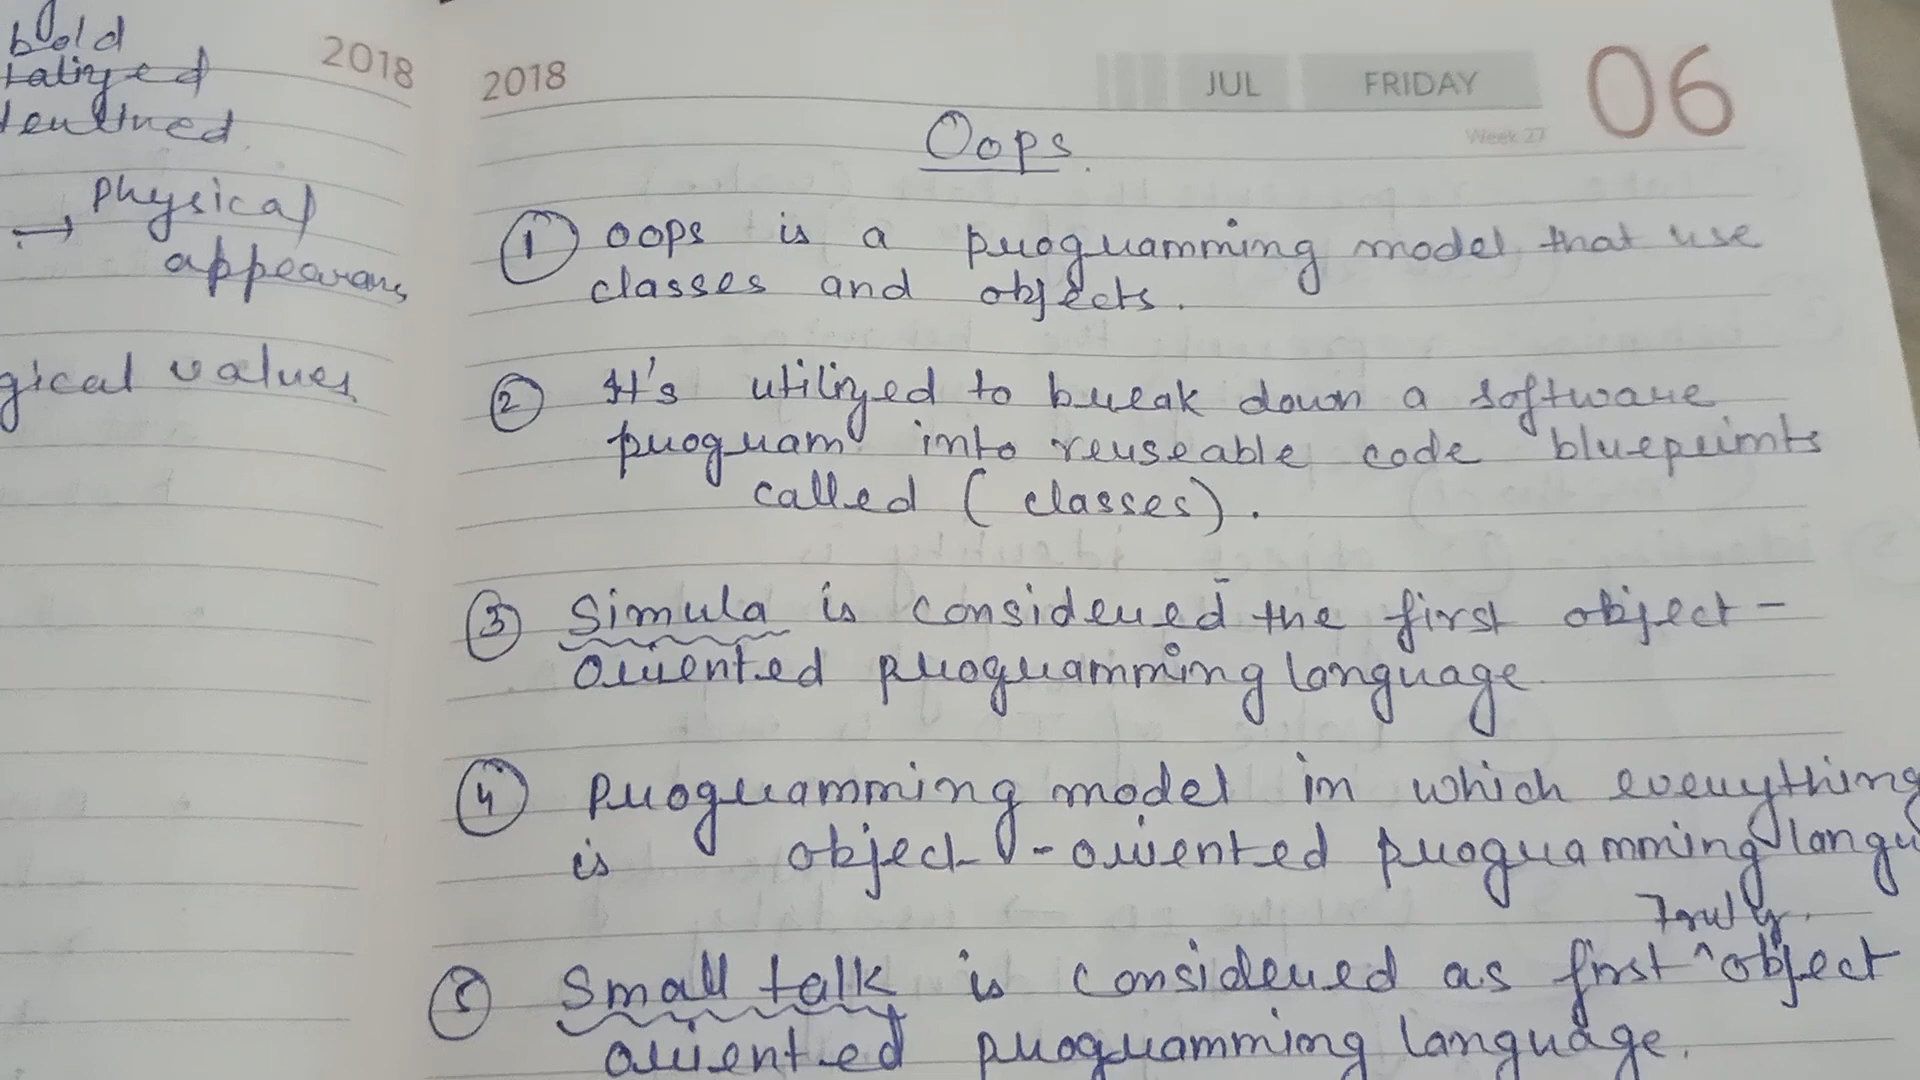 bold
talized
2018
physical
→ appearans
gical values
2018
JUL FRIDAY 06
Week 27
Oops.
① oops is a programming model that use
classes and objects.
② It's utilized to break down a software
program into reuseable code blueprints
called (classes).
③ Simula is considered the first object-
oriented programming language.
④ programming model in which everything
is object-oriented programming langu
Truly
⑤ Small talk is considered as first ^ object
oriented programming language.